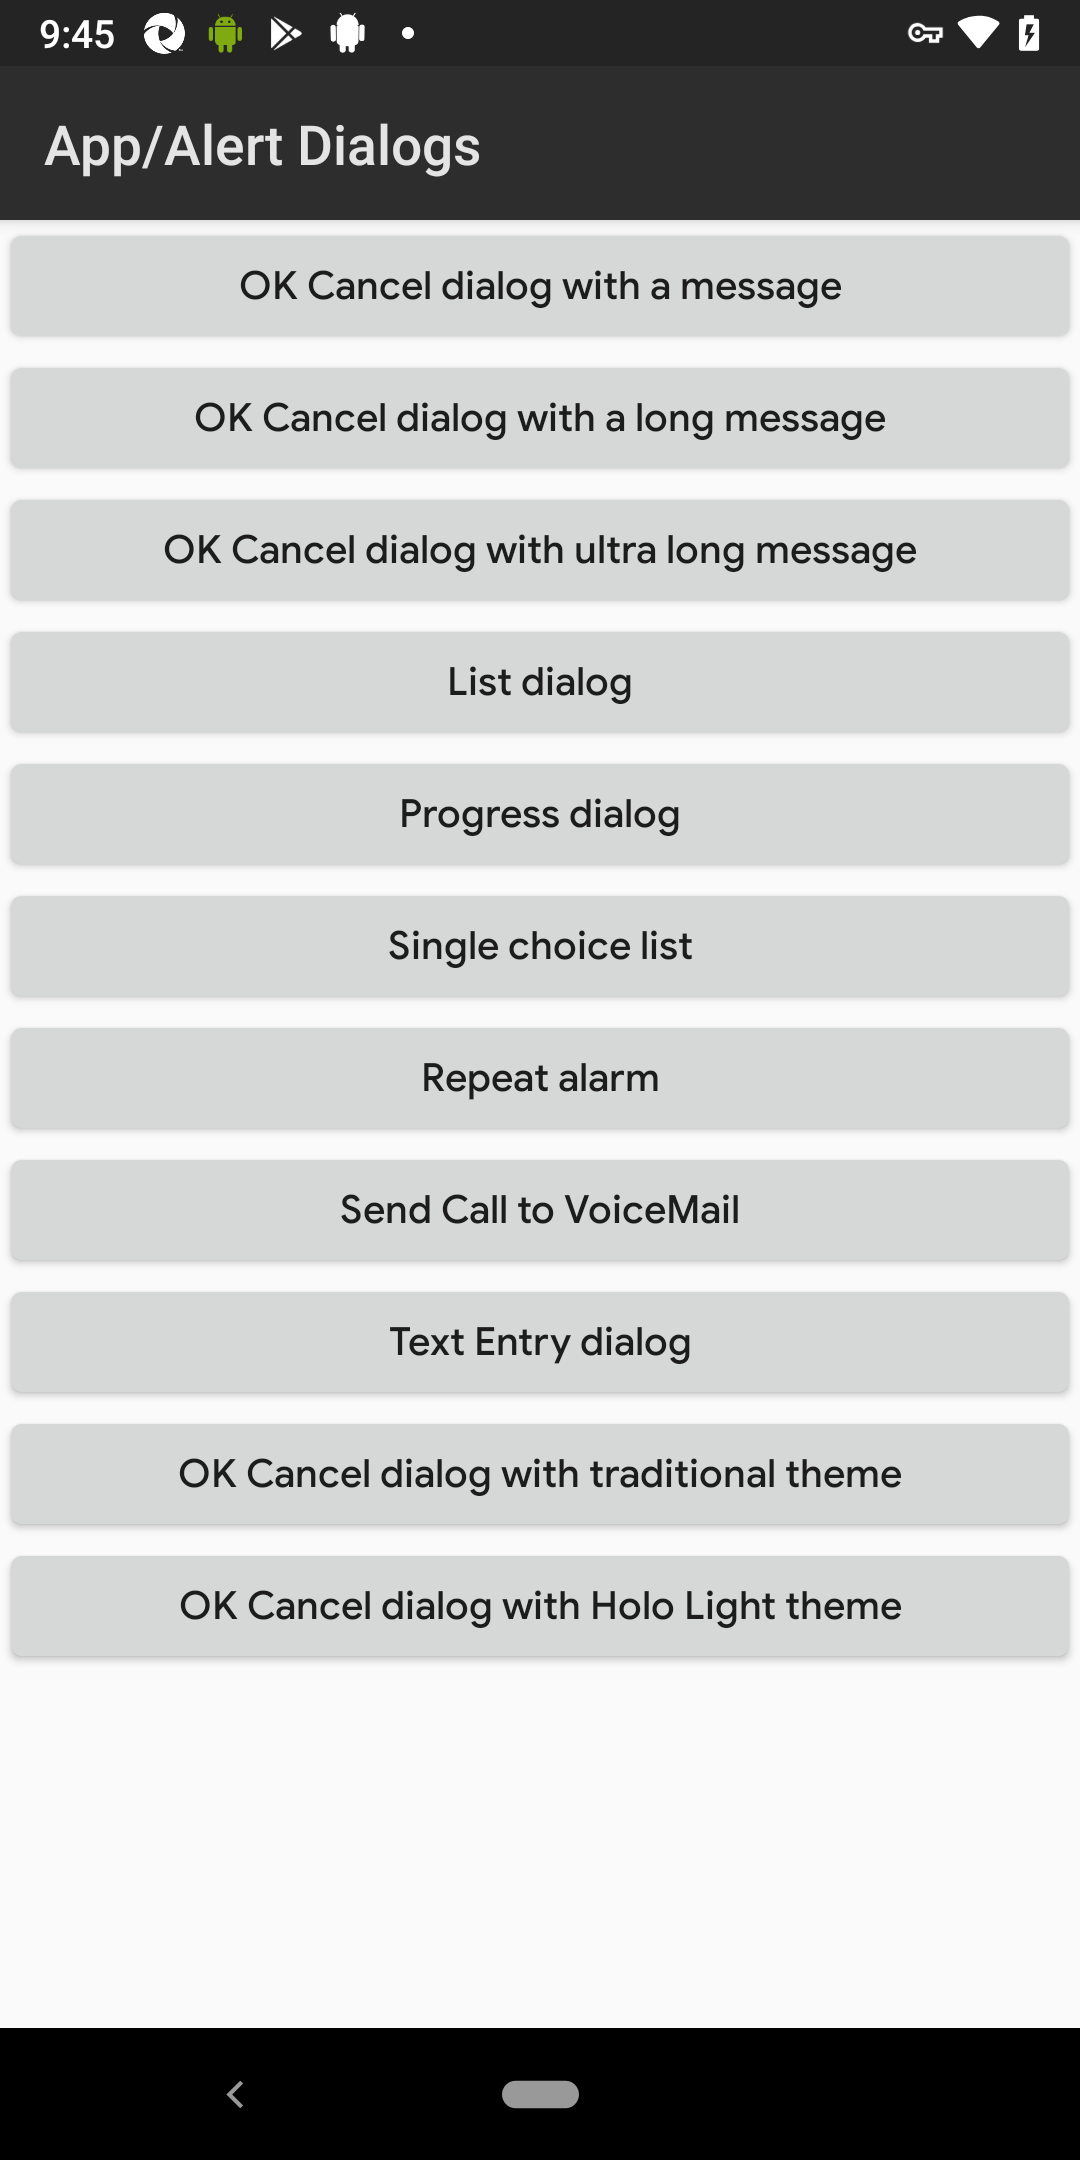 9:45
App/Alert Dialogs
OK Cancel dialog with a message
OK Cancel dialog with a long message
OK Cancel dialog with ultra long message
List dialog
Progress dialog
Single choice list
Repeat alarm
Send Call to VoiceMail
Text Entry dialog
OK Cancel dialog with traditional theme
OK Cancel dialog with Holo Light theme